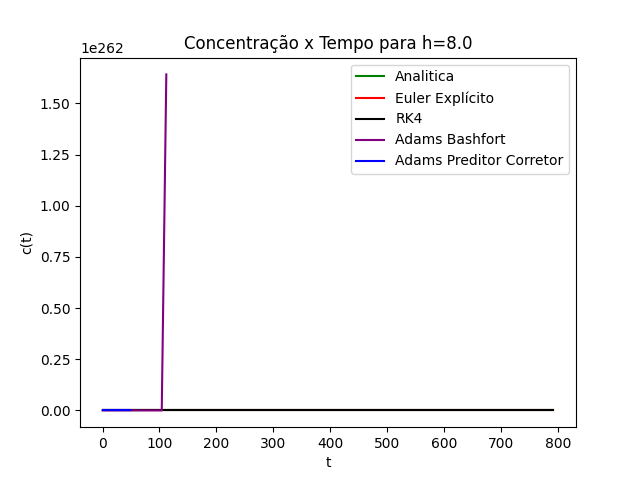 Concentração x Tempo para h=8.0
1e262
Analitica
Euler Explícito
RK4
Adams Bashfort
Adams Preditor Corretor
1.50
1.25
1.00
0.75
0.50
0.25
0.00
c(t)
0 100 200 300 400 500 600 700 800
t